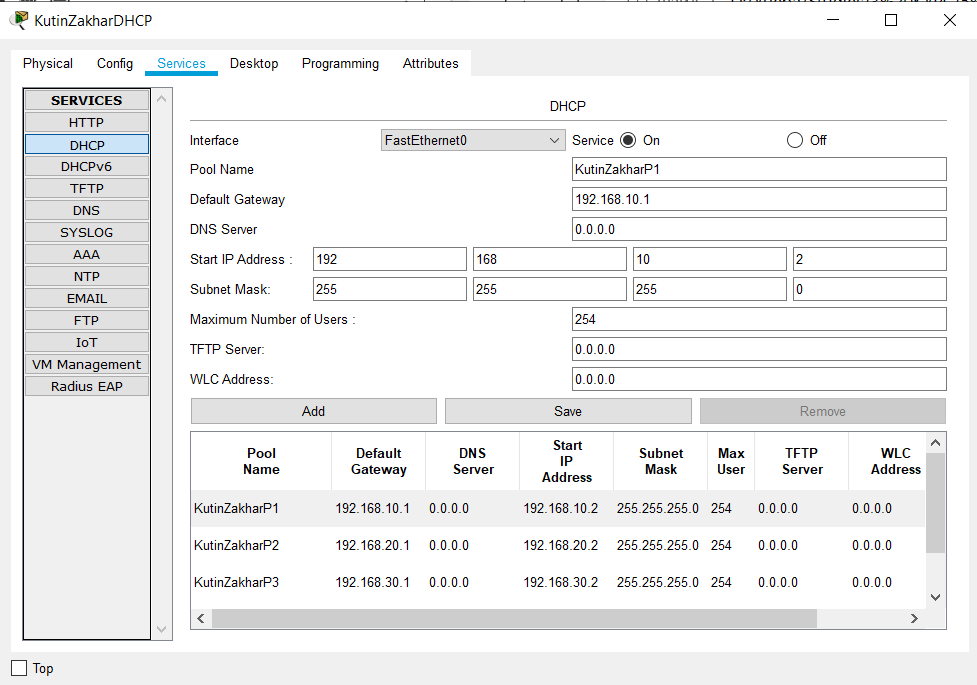 KutinZakharDHCP
Physical Config Services Desktop Programming Attributes
SERVICES
HTTP
DHCP
DHCPv6
TFTP
DNS
SYSLOG
AAA
NTP
EMAIL
FTP
IoT
VM Management
Radius EAP
DHCP
Interface FastEthernet0 Service On Off
Pool Name KutinZakharP1
Default Gateway 192.168.10.1
DNS Server 0.0.0.0
Start IP Address : 192 168 10 2
Subnet Mask: 255 255 255 0
Maximum Number of Users : 254
TFTP Server: 0.0.0.0
WLC Address: 0.0.0.0
Add Save Remove
Pool Name Default Gateway DNS Server Start IP Address Subnet Mask Max User TFTP Server WLC Address
KutinZakharP1 192.168.10.1 0.0.0.0 192.168.10.2 255.255.255.0 254 0.0.0.0 0.0.0.0
KutinZakharP2 192.168.20.1 0.0.0.0 192.168.20.2 255.255.255.0 254 0.0.0.0 0.0.0.0
KutinZakharP3 192.168.30.1 0.0.0.0 192.168.30.2 255.255.255.0 254 0.0.0.0 0.0.0.0
Top